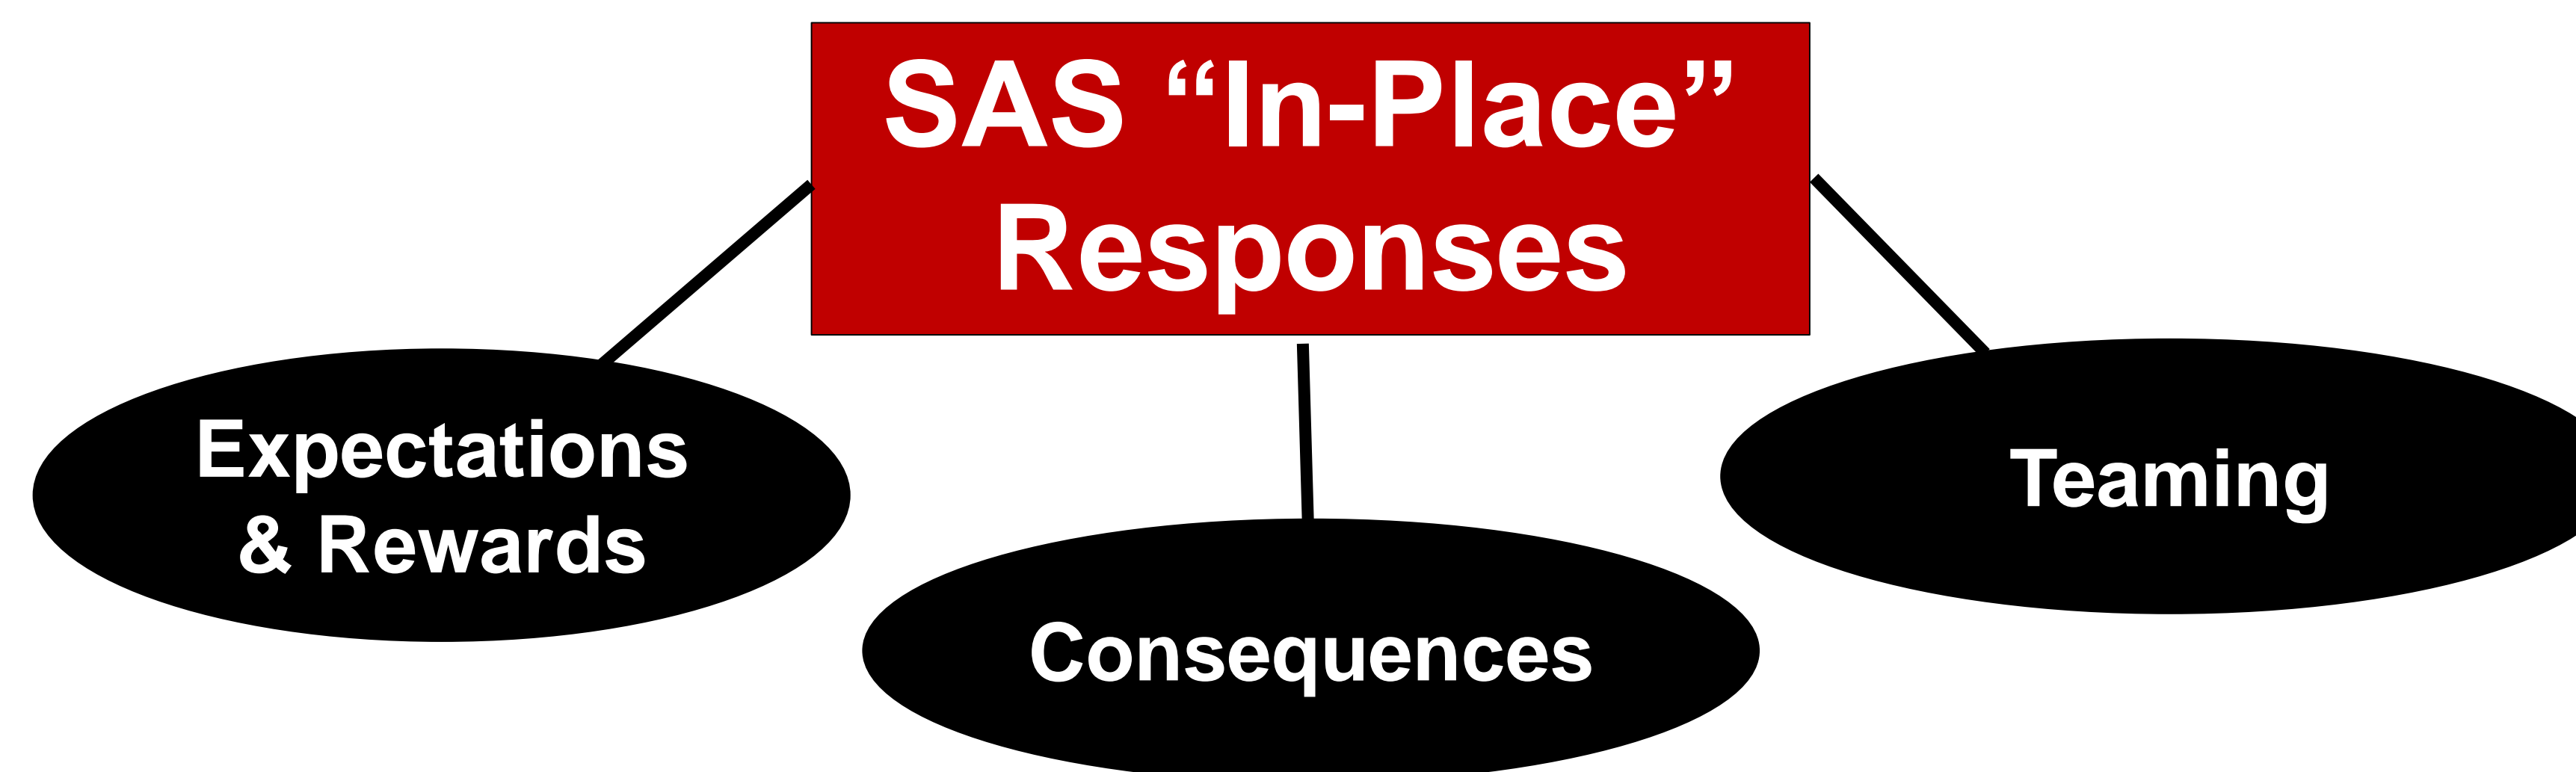 SAS “In-Place”
Responses
Expectations
& Rewards
Consequences
Teaming